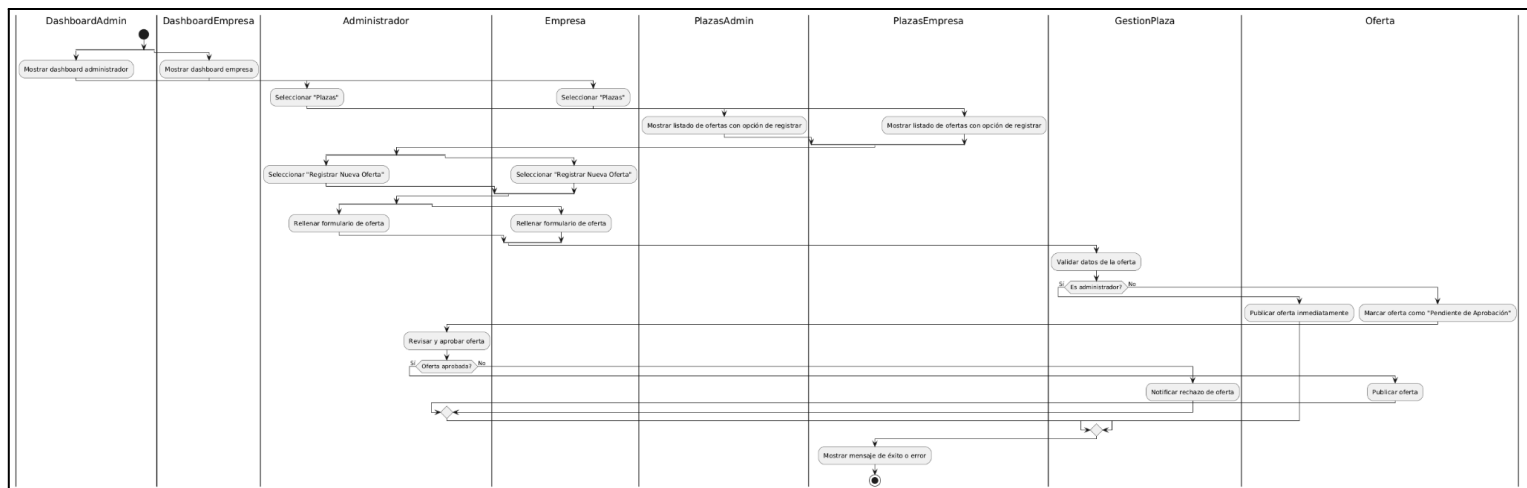 DashboardAdmin DashboardEmpresa Administrador Empresa PlazasAdmin PlazasEmpresa GestionPlaza Oferta
Mostrar dashboard administrador Mostrar dashboard empresa
Seleccionar "Plazas" Seleccionar "Plazas"
Mostrar listado de ofertas con opción de registrar Mostrar listado de ofertas con opción de registrar
Seleccionar "Registrar Nueva Oferta" Seleccionar "Registrar Nueva Oferta"
Rellenar formulario de oferta Rellenar formulario de oferta
Validar datos de la oferta
Sí Es administrador? No
Publicar oferta inmediatamente Marcar oferta como "Pendiente de Aprobación"
Revisar y aprobar oferta
Sí Oferta aprobada? No
Notificar rechazo de oferta Publicar oferta
Mostrar mensaje de éxito o error